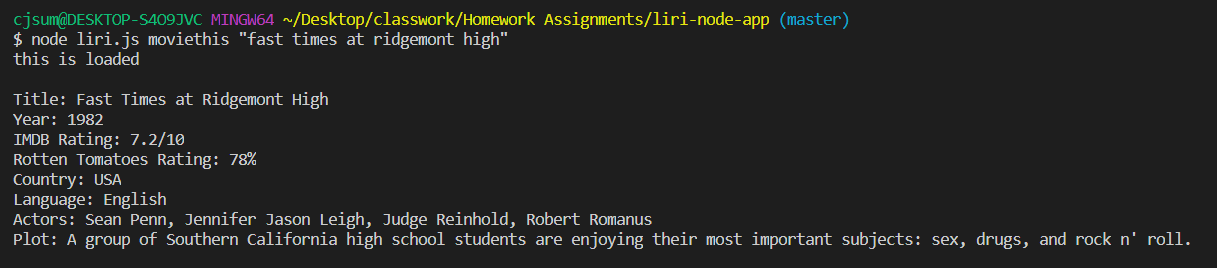 cjsum@DESKTOP-S4O9JVC MINGW64 ~/Desktop/classwork/Homework Assignments/liri-node-app (master)
$ node liri.js moviethis "fast times at ridgemont high"
this is loaded
Title: Fast Times at Ridgemont High
Year: 1982
IMDB Rating: 7.2/10
Rotten Tomatoes Rating: 78%
Country: USA
Language: English
Actors: Sean Penn, Jennifer Jason Leigh, Judge Reinhold, Robert Romanus
Plot: A group of Southern California high school students are enjoying their most important subjects: sex, drugs, and rock n' roll.